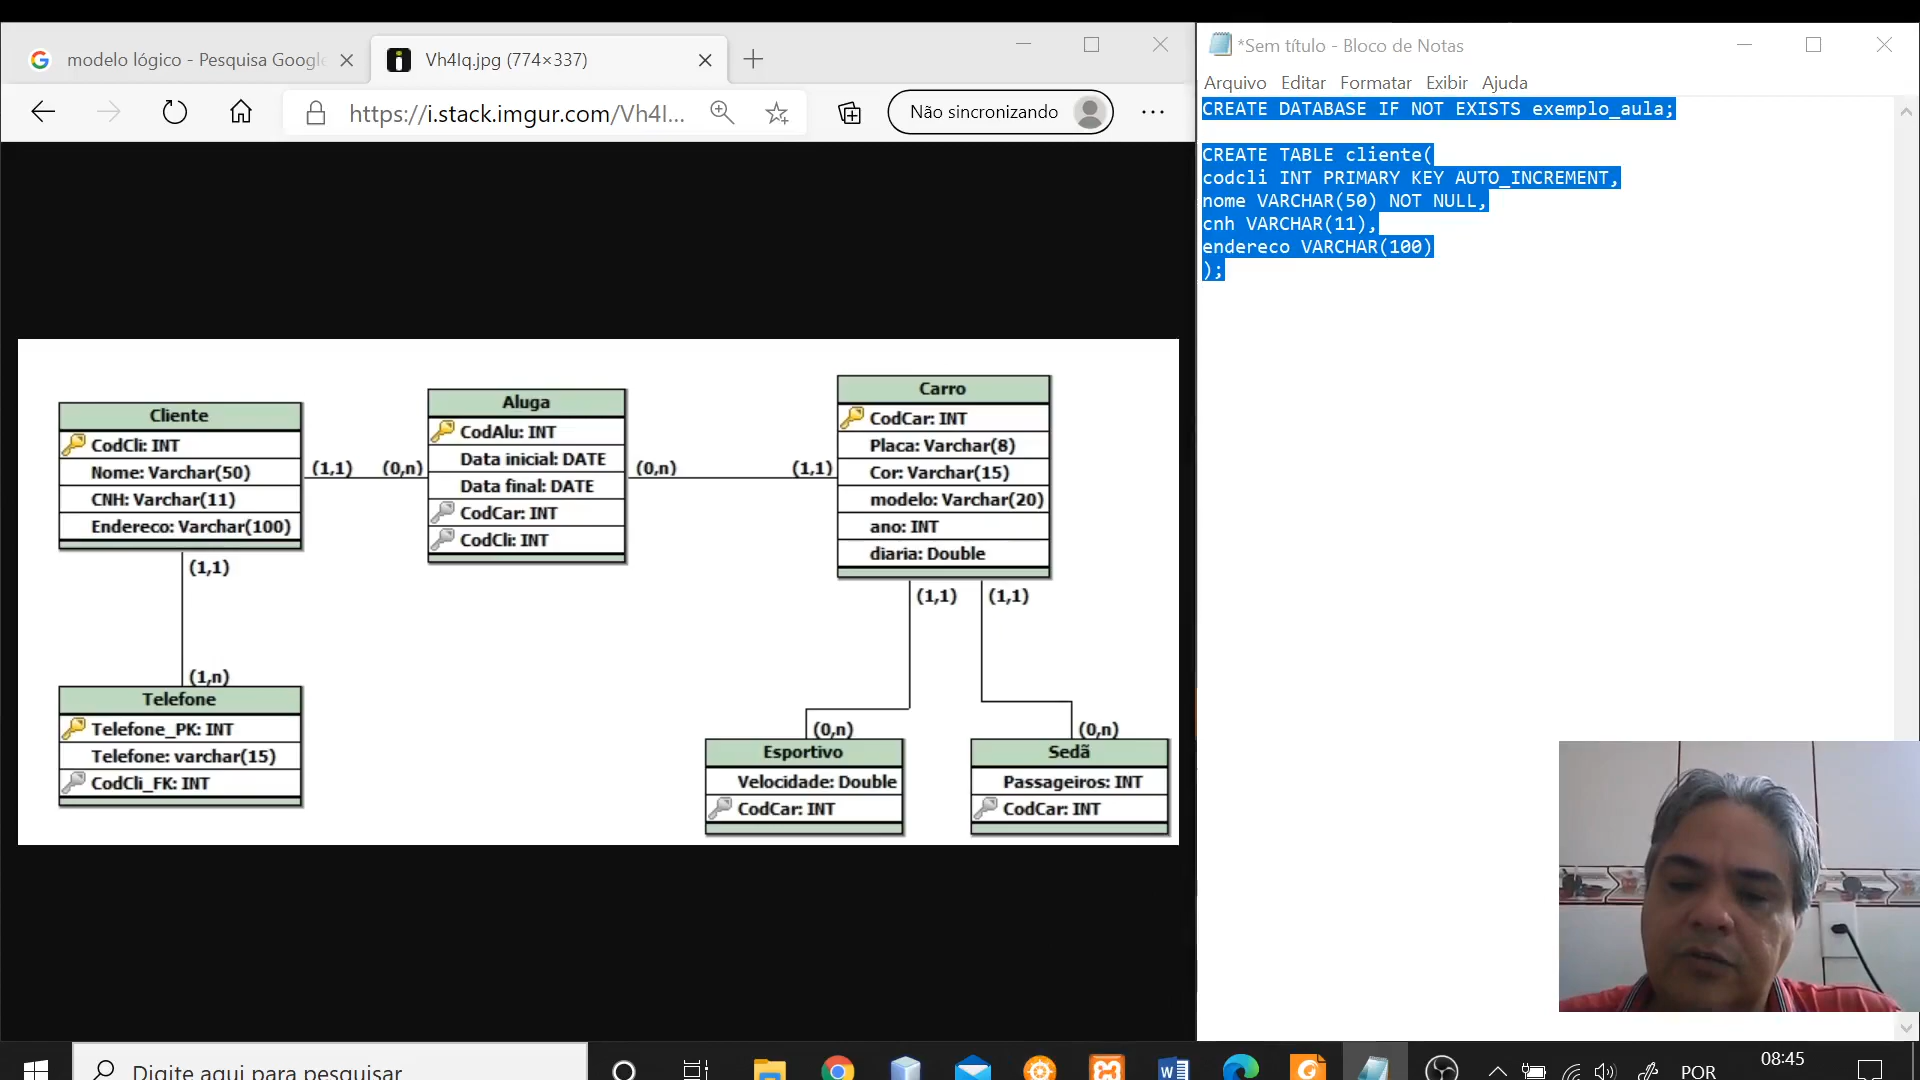 modelo lógico - Pesquisa Google
Vh4Iq.jpg (774×337)
https://i.stack.imgur.com/Vh4I...
Não sincronizando
*Sem título - Bloco de Notas
Arquivo Editar Formatar Exibir Ajuda
CREATE DATABASE IF NOT EXISTS exemplo_aula;
CREATE TABLE cliente(
codcli INT PRIMARY KEY AUTO_INCREMENT,
nome VARCHAR(50) NOT NULL,
cnh VARCHAR(11),
endereco VARCHAR(100)
);
Cliente
CodCli: INT
Nome: Varchar(50)
CNH: Varchar(11)
Endereco: Varchar(100)
(1,1)
(0,n)
Aluga
CodAlu: INT
Data inicial: DATE
Data final: DATE
CodCar: INT
CodCli: INT
(0,n)
(1,1)
Carro
CodCar: INT
Placa: Varchar(8)
Cor: Varchar(15)
modelo: Varchar(20)
ano: INT
diaria: Double
(1,1)
(1,n)
Telefone
Telefone_PK: INT
Telefone: varchar(15)
CodCli_FK: INT
(1,1)
(1,1)
(0,n)
Esportivo
Velocidade: Double
CodCar: INT
(0,n)
Sedã
Passageiros: INT
CodCar: INT
Digite aqui para pesquisar
POR
08:45